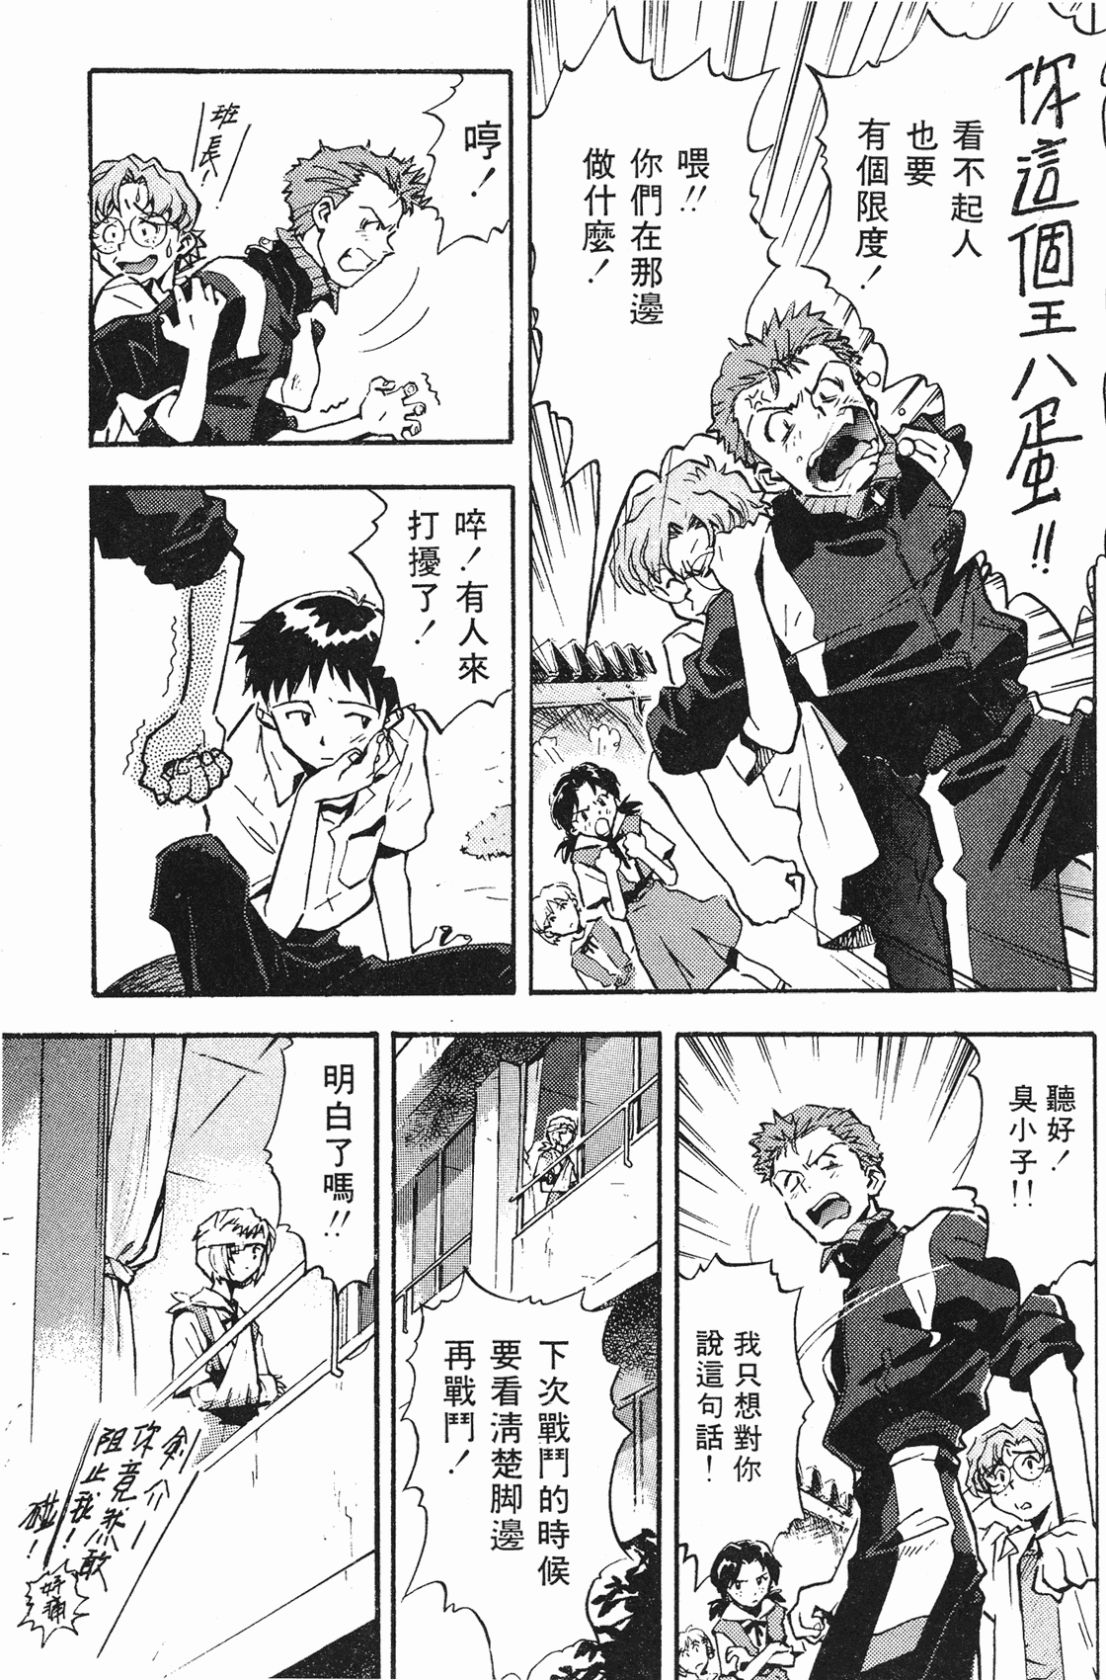 你這個王八蛋!!
看不起人
也要
有個限度!
喂!!
你們在那邊
做什麼!
哼!
班長!
啐!有人來
打擾了!
聽好!
臭小子!!
我只想對你
說這句話!
下次戰鬥的時候
要看清楚脚邊
再戰鬥!
明白了嗎!!
劍介
你竟然敢
阻止我!
碰!
好痛